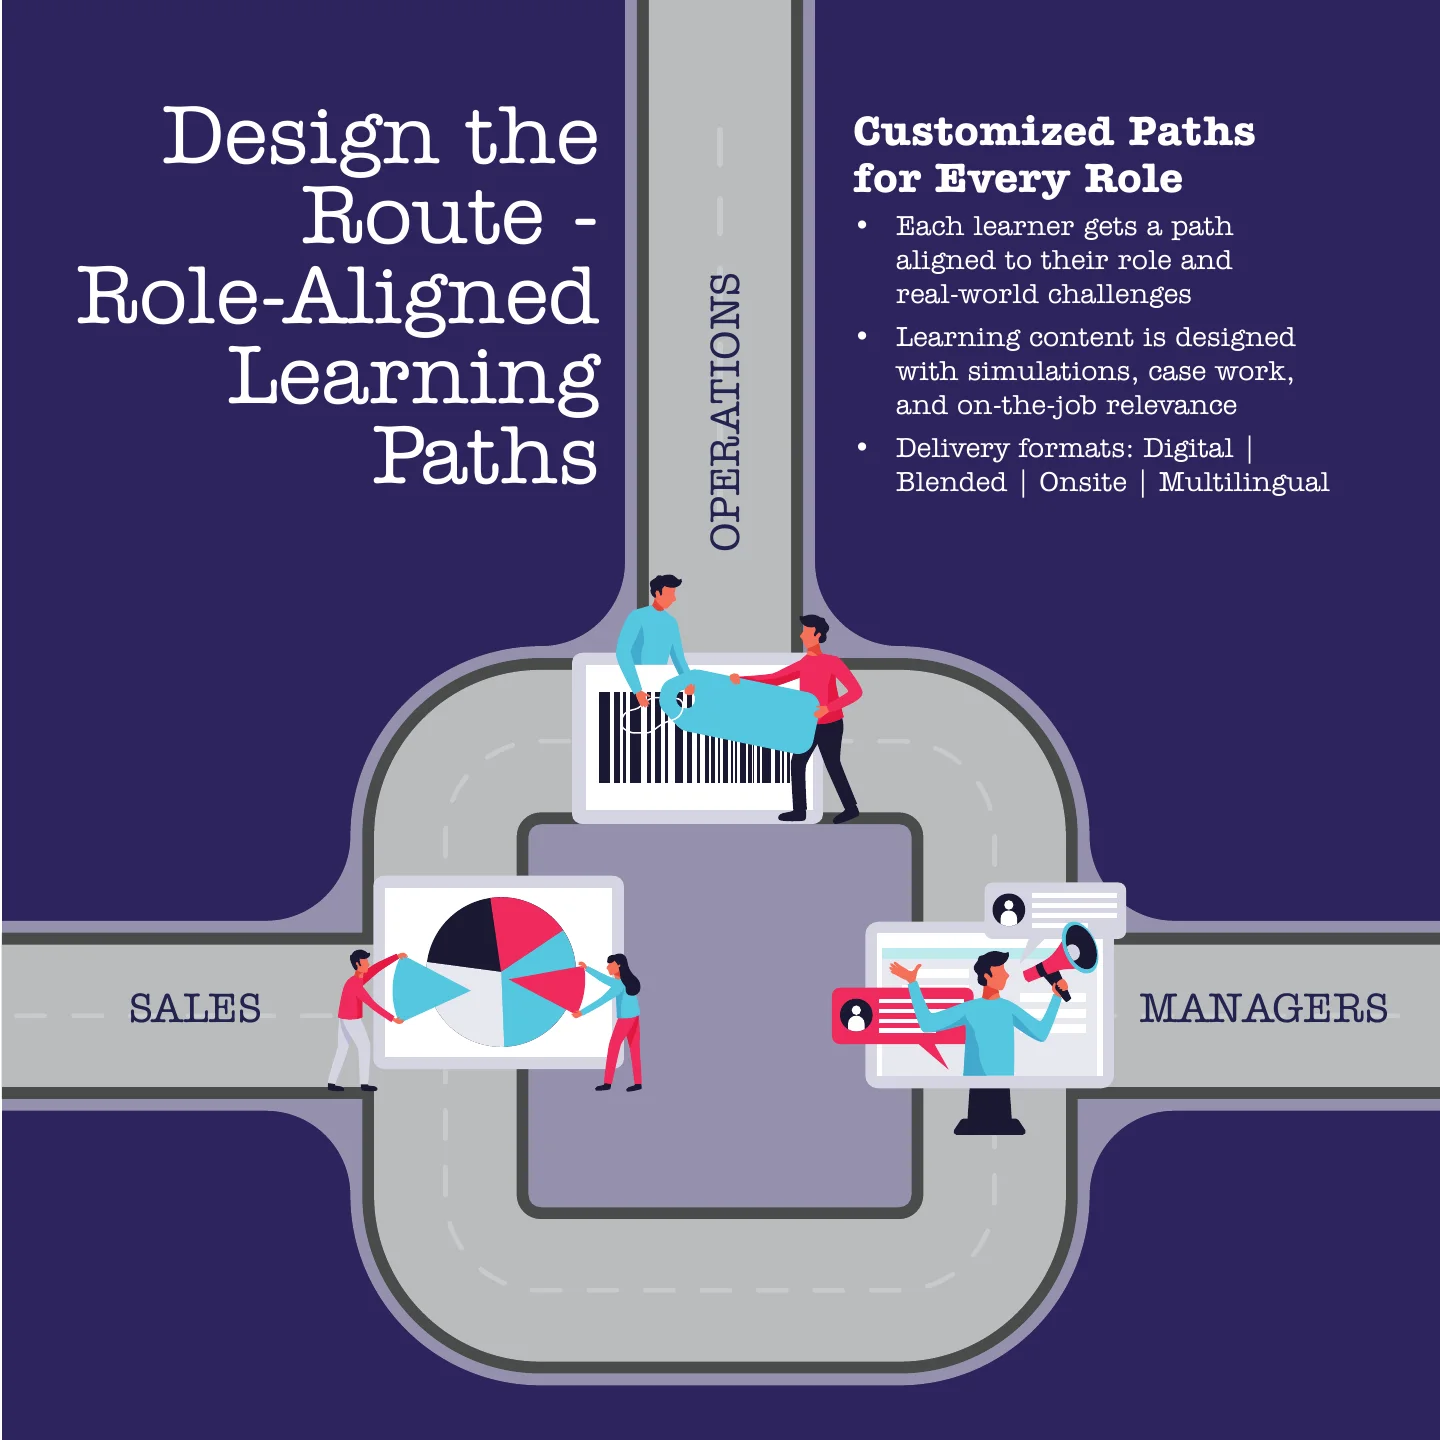 Design the
Route -
Role-Aligned
Learning
Paths
Customized Paths
for Every Role
• Each learner gets a path
aligned to their role and
real-world challenges
• Learning content is designed
with simulations, case work,
and on-the-job relevance
• Delivery formats: Digital |
Blended | Onsite | Multilingual
OPERATIONS
SALES
MANAGERS